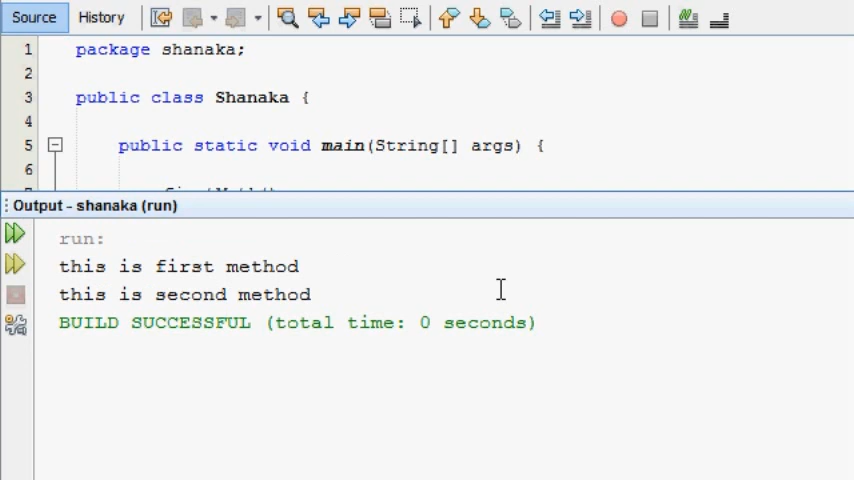 Source History
1 package shanaka;
2
3 public class Shanaka {
4
5 public static void main(String[] args) {
6
Output - shanaka (run)
run:
this is first method
this is second method
BUILD SUCCESSFUL (total time: 0 seconds)